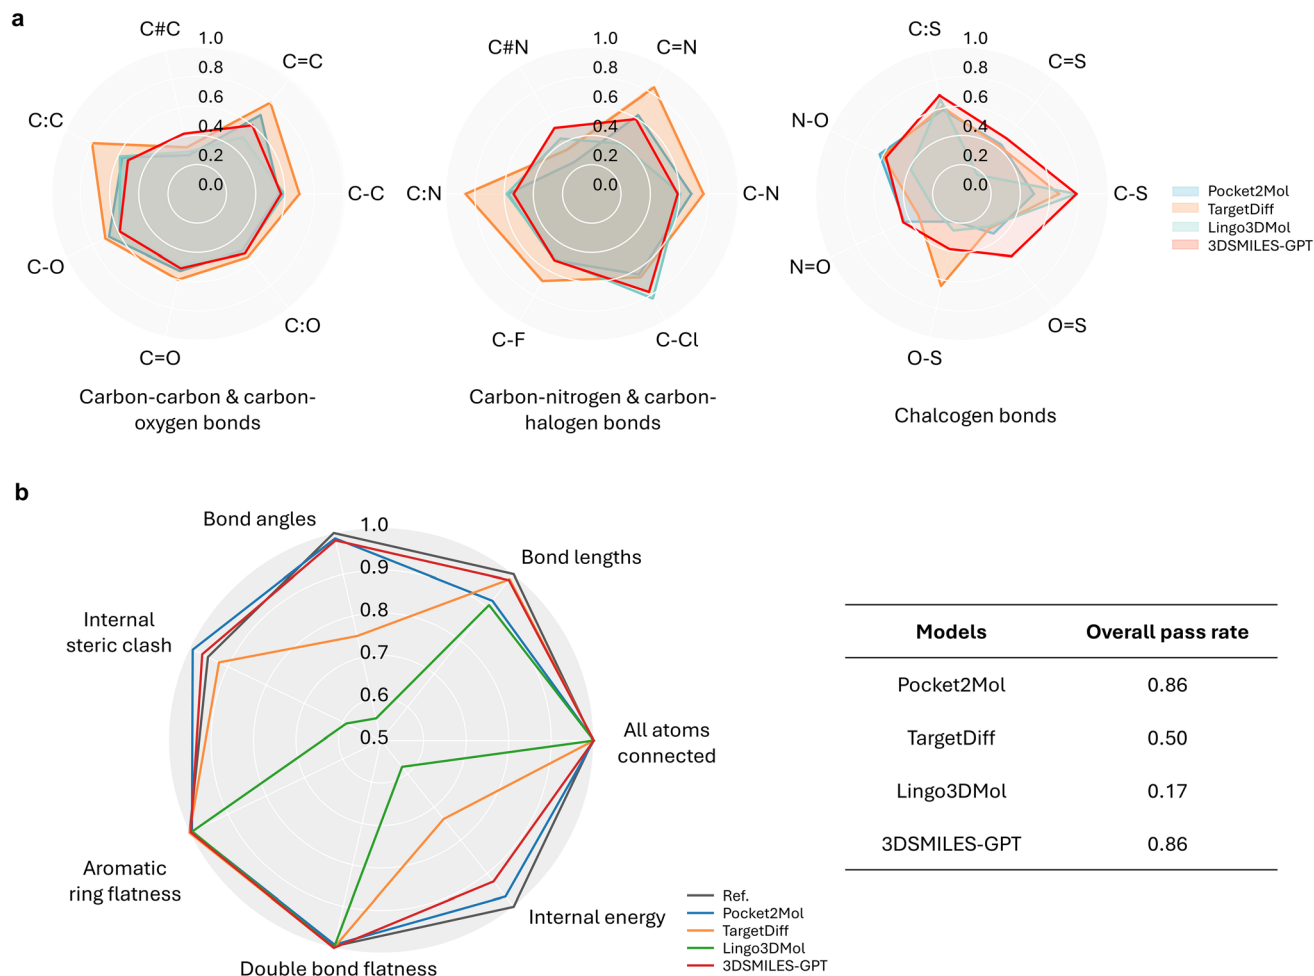 a
C#C
C=C
C:C
C-C
C-O
C:O
C=O
1.0
0.8
0.6
0.4
0.2
0.0
Carbon-carbon & carbon-
oxygen bonds
C#N
C=N
C:N
C-N
C-F
C-Cl
1.0
0.8
0.6
0.4
0.2
0.0
Carbon-nitrogen & carbon-
halogen bonds
C:S
C=S
N-O
C-S
N=O
O=S
O-S
1.0
0.8
0.6
0.4
0.2
0.0
Chalcogen bonds
Pocket2Mol
TargetDiff
Lingo3DMol
3DSMILES-GPT
b
Bond angles
Bond lengths
Internal
steric clash
All atoms
connected
Aromatic
ring flatness
Internal energy
Double bond flatness
1.0
0.9
0.8
0.7
0.6
0.5
Ref.
Pocket2Mol
TargetDiff
Lingo3DMol
3DSMILES-GPT
Models Overall pass rate
Pocket2Mol 0.86
TargetDiff 0.50
Lingo3DMol 0.17
3DSMILES-GPT 0.86